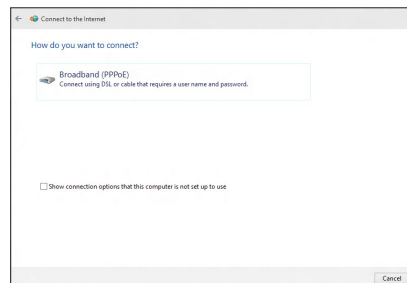 Connect to the Internet
How do you want to connect?
Broadband (PPPoE)
Connect using DSL or cable that requires a user name and password.
Show connection options that this computer is not set up to use
Cancel